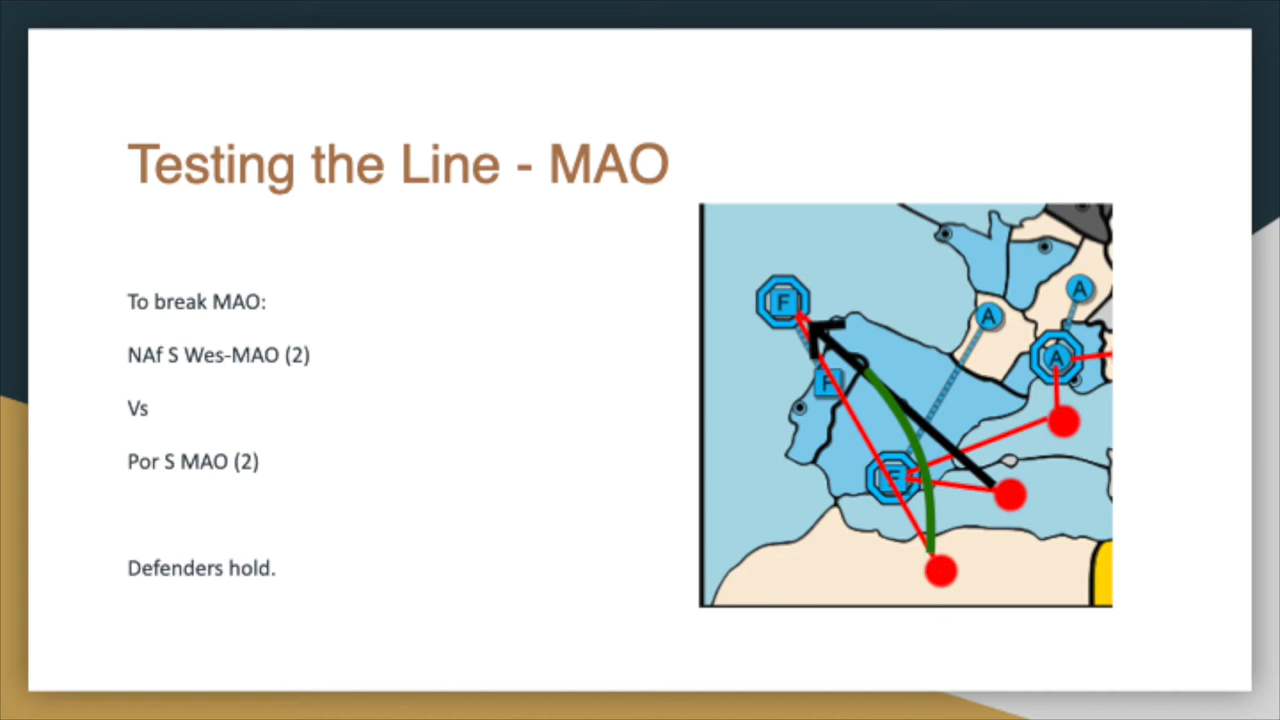 Testing the Line - MAO
To break MAO:
NAf S Wes-MAO (2)
Vs
Por S MAO (2)
Defenders hold.
F
A
A
A
F
F